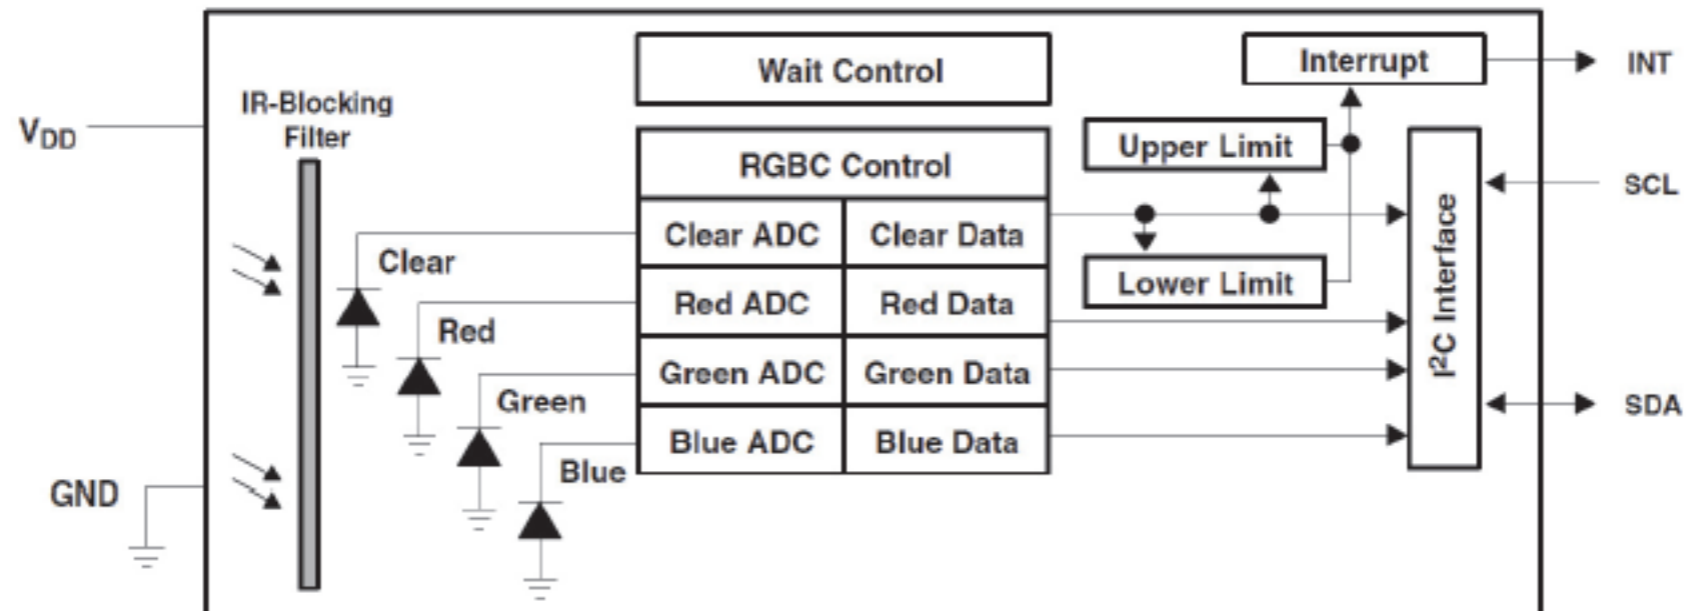 Wait Control
Interrupt
INT
IR-Blocking
Filter
VDD
Upper Limit
RGBC Control
SCL
Clear ADC
Clear Data
Clear
Lower Limit
I²C Interface
Red ADC
Red Data
Red
Green ADC
Green Data
Green
SDA
Blue ADC
Blue Data
Blue
GND